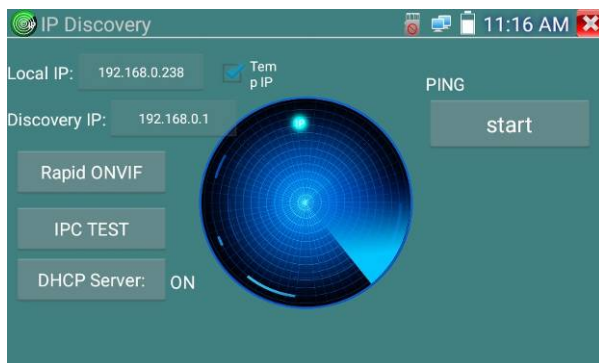 IP Discovery
11:16 AM
Local IP: 192.168.0.238
Tem
p IP
PING
Discovery IP: 192.168.0.1
start
IP
Rapid ONVIF
IPC TEST
DHCP Server: ON